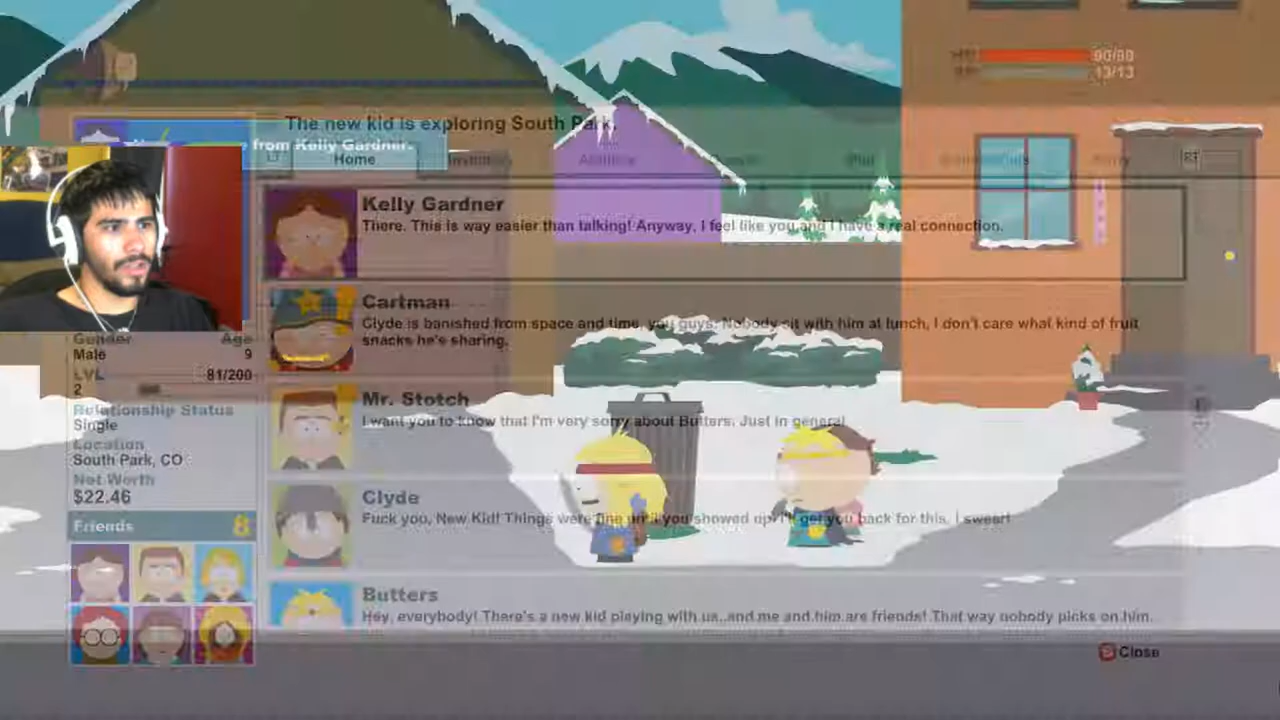 HP 90/90
13/13
The new kid is exploring South Park.
from Kelly Gardner.
LT Home Inventory Abilities Quests Map RT
Kelly Gardner
There. This is way easier than talking! Anyway, I feel like you and I have a real connection.
Cartman
Clyde is banished from space and time, you guys. Nobody sit with him at lunch, I don't care what kind of fruit
snacks he's sharing.
Gender Age
Male 9
LVL 81/200
2
Mr. Stotch
I want you to know that I'm very sorry about Butters. Just in general
Relationship Status
Single
Location
South Park, CO
Net Worth
$22.46
Clyde
Fuck you, New Kid! Things were fine until you showed up! I'll get you back for this, I swear!
Friends 8
Butters
Hey, everybody! There's a new kid playing with us..and me and him are friends! That way nobody picks on him.
B Close